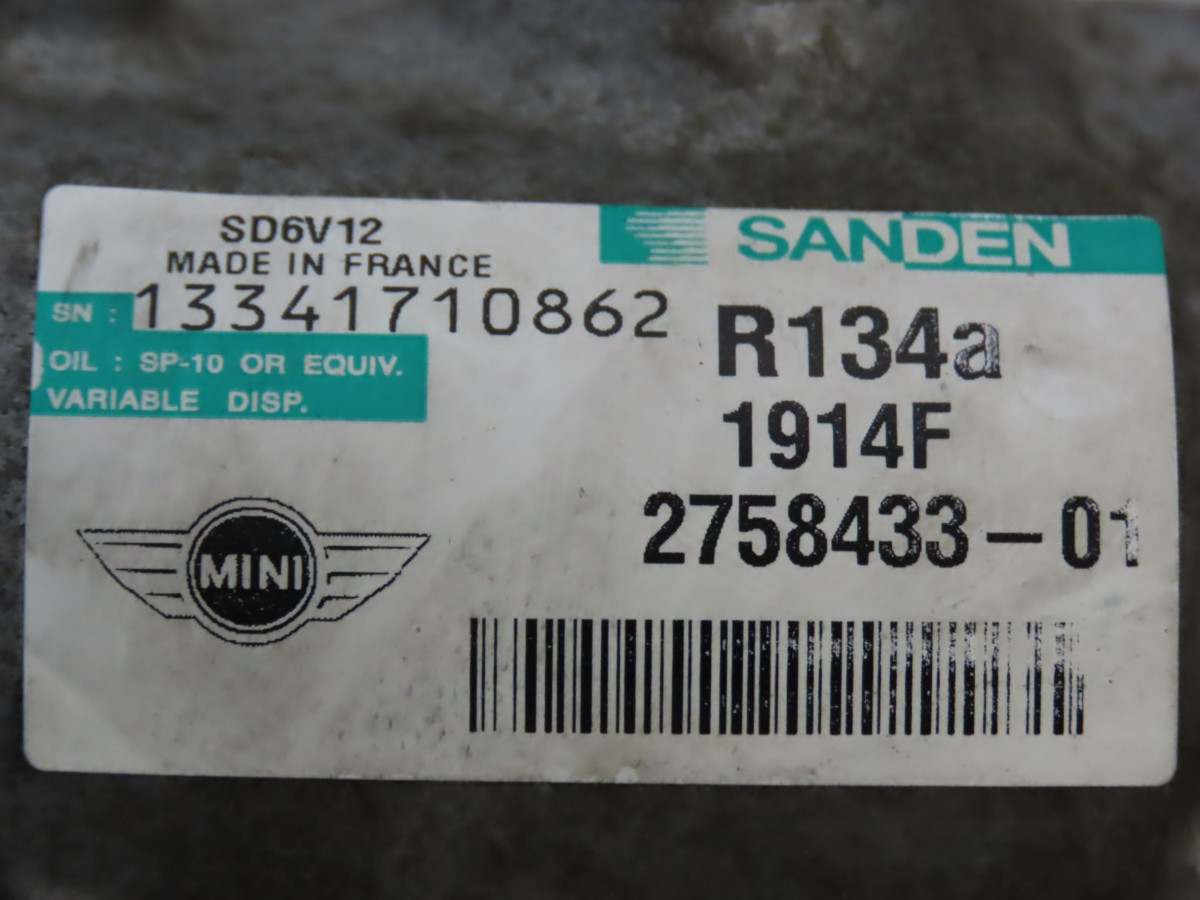 SD6V12
MADE IN FRANCE
SANDEN
SN : 13341710862
OIL : SP-10 OR EQUIV.
VARIABLE DISP.
R134a
1914F
2758433-01
MINI